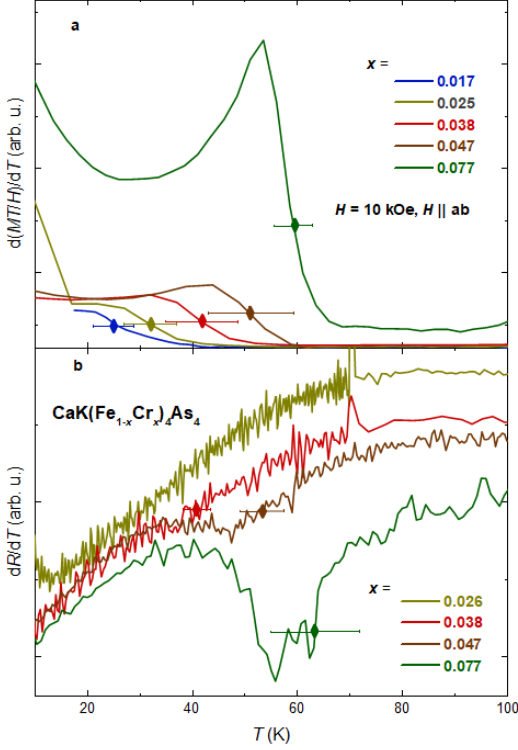 a
d(MT/H)/dT (arb. u.)
x =
0.017
0.025
0.038
0.047
0.077
H = 10 kOe, H || ab
b
CaK(Fe1-xCrx)4As4
dR/dT (arb. u.)
x =
0.026
0.038
0.047
0.077
20 40 60 80 100
T (K)